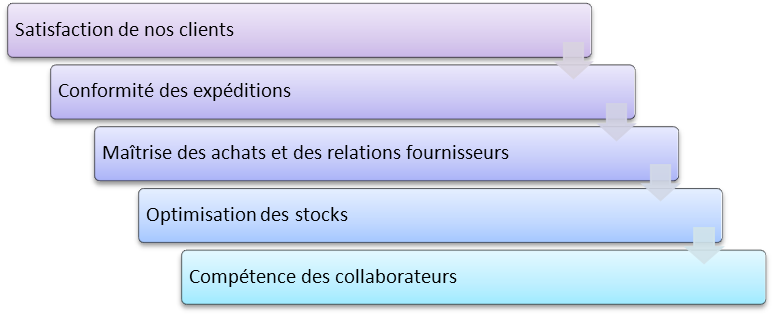 Satisfaction de nos clients
Conformité des expéditions
Maîtrise des achats et des relations fournisseurs
Optimisation des stocks
Compétence des collaborateurs